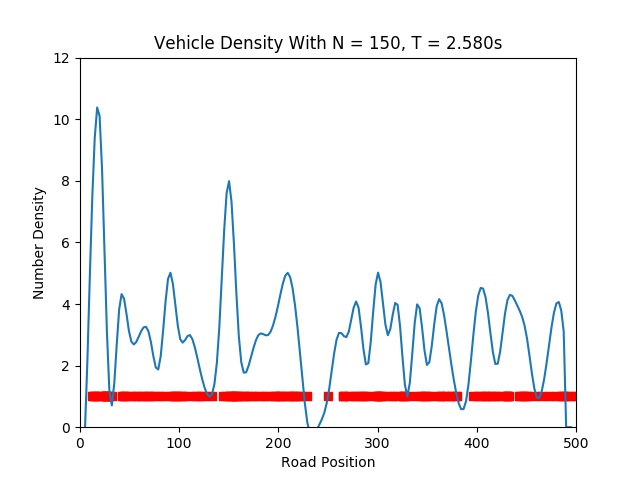 Vehicle Density With N = 150, T = 2.580s
12
10
8
6
4
2
0
Number Density
0 100 200 300 400 500
Road Position